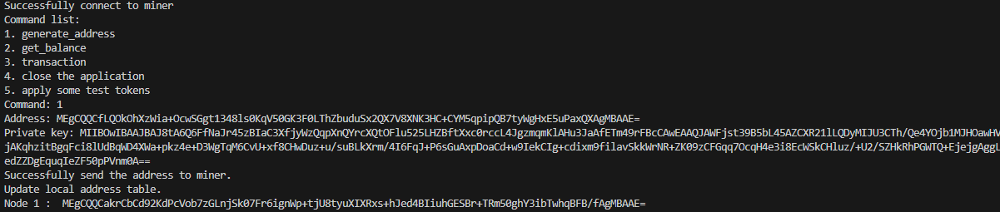 Successfully connect to miner
Command list:
1. generate_address
2. get_balance
3. transaction
4. close the application
5. apply some test tokens
Command: 1
Address: MEgCQQCfLQOkOhXzWia+OcwSGgt1348ls0KqV50GK3F0LThZbuduSx2QX7V8XNK3HC+CYM5qpipQB7tyWgHxE5uPaxQXAgMBAAE=
Private key: MIIBOwIBAAJBAJ8tA6Q6FfNaJr45zBIaC3XfjyWzQqpXnQYrcXQtOFlu525LHZBftXxc0rccL4JgzmqmKlAHu3JaAfETm49rFBcCAwEAAQJAWFjst39B5bL45AZCXR21lLQDyMIJU3CTh/Qe4YOjb1MJHOawHV
jAKqhzitBgqFci8lUdBqWD4XWa+pkz4e+D3WgTqM6CvU+xf8CHwDuz+u/suBLkXrm/4I6FqJ+P6sGuAxpDoaCd+w9IekCIg+cdixm9filavSkkWrNR+ZK09zCFGqq7OcqH4e3i8EcWSkCHluz/+U2/SZHkRhPGWTQ+EjejgAggL
edZZDgEquqIeZF50pPVnm0A==
Successfully send the address to miner.
Update local address table.
Node 1 :  MEgCQQCakrCbCd92KdPcVob7zGLnjSk07Fr6ignWp+tjU8tyuXIXRxs+hJed4BIiuhGESBr+TRm50ghY3ibTwhqBFB/fAgMBAAE=